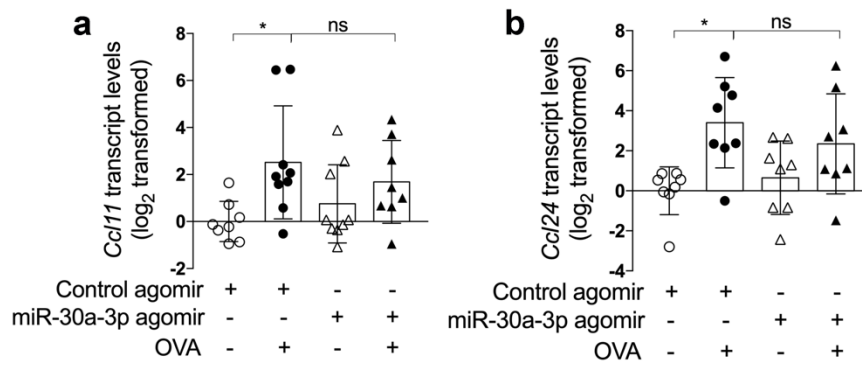 a
* ns
Ccl11 transcript levels
(log2 transformed)
8
6
4
2
0
-2
Control agomir + + - -
miR-30a-3p agomir - - + +
OVA - + - +
b
* ns
Ccl24 transcript levels
(log2 transformed)
8
6
4
2
0
-2
-4
Control agomir + + - -
miR-30a-3p agomir - - + +
OVA - + - +